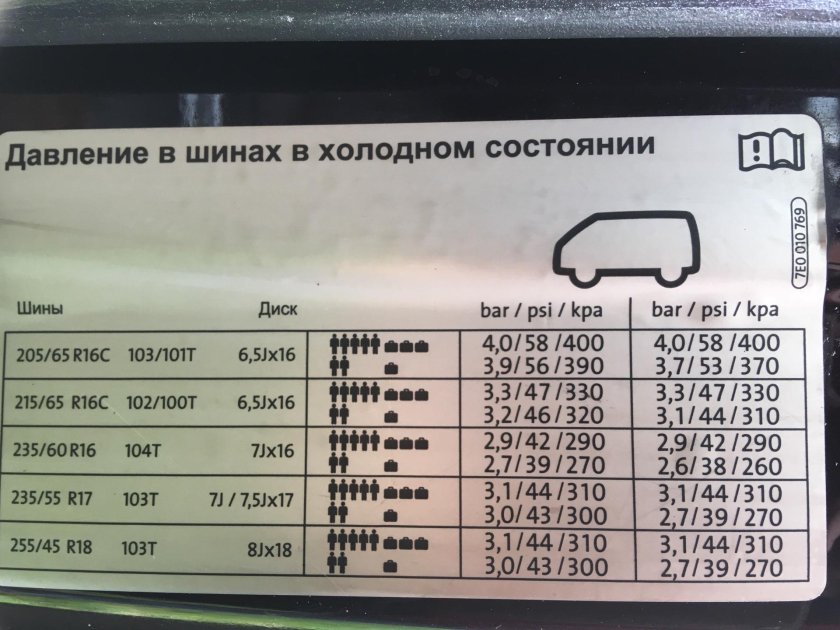 Давление в шинах в холодном состоянии
7E0 010 769
Шины Диск bar / psi / kpa bar / psi / kpa
205/65 R16C 103/101T 6,5Jx16 4,0/58 /400 4,0/58 /400
3,9/56 /390 3,7/53 /370
215/65 R16C 102/100T 6,5Jx16 3,3/47 /330 3,3/47 /330
3,2/46 /320 3,1/44 /310
235/60 R16 104T 7Jx16 2,9/42 /290 2,9/42 /290
2,7/39 /270 2,6/38 /260
235/55 R17 103T 7J / 7,5Jx17 3,1/44 /310 3,1/44 /310
3,0/43 /300 2,7/39 /270
255/45 R18 103T 8Jx18 3,1/44 /310 3,1/44 /310
3,0/43 /300 2,7/39 /270